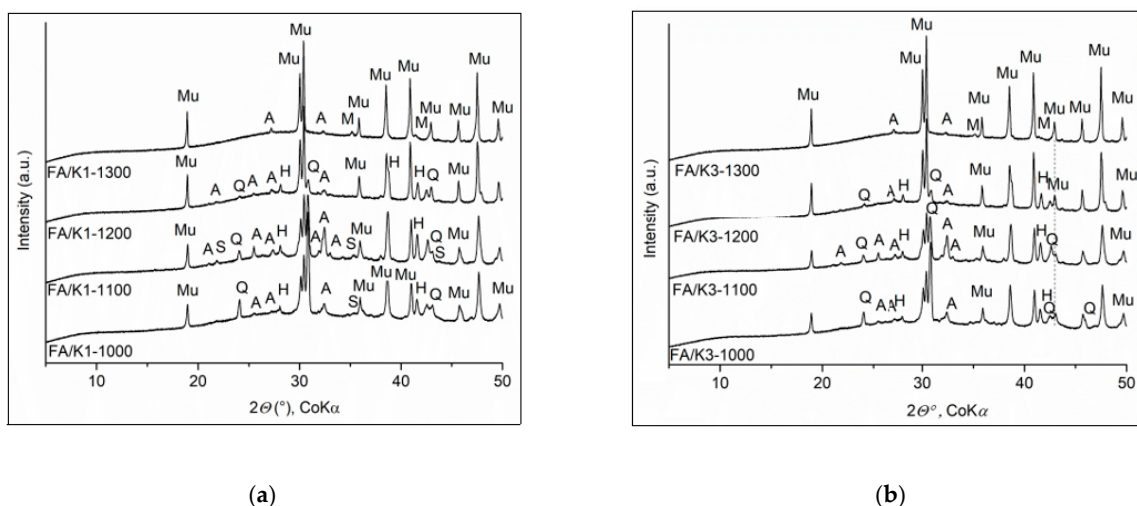 Mu Mu Mu Mu Mu Mu Mu Mu Mu
A A M M
FA/K1-1300
Mu A Q A A H Q A Mu H H Q Mu
FA/K1-1200
Mu A S Q A A H A A A S Mu H Q S Mu
FA/K1-1100
Mu Q A A H A S Mu Mu Mu H Q Mu Mu
FA/K1-1000
10 20 30 40 50
2Θ (°), CoKα
Intensity (a.u.)
(a)
Mu Mu Mu Mu Mu Mu Mu Mu Mu Mu
A A M M
FA/K3-1300
Q A H Q A Mu H Mu Mu
FA/K3-1200
A Q A A H Q A A Mu H Q Mu
FA/K3-1100
Q A A H A Mu H Q Q Mu
FA/K3-1000
10 20 30 40 50
2Θ°, CoKα
Intensity (a.u.)
(b)